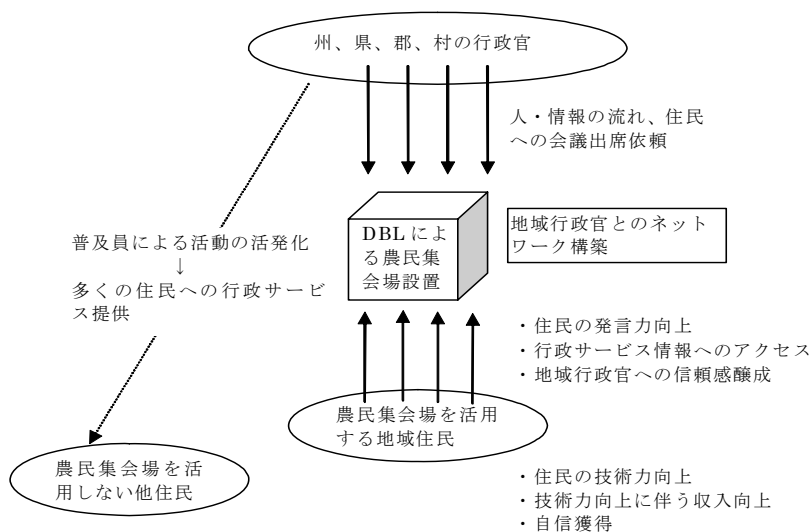 州、県、郡、村の行政官
人・情報の流れ、住民
への会議出席依頼
DBLによ
る農民集
会場設置
地域行政官とのネット
ワーク構築
普及員による活動の活発化
↓
多くの住民への行政サービ
ス提供
・住民の発言力向上
・行政サービス情報へのアクセス
・地域行政官への信頼感醸成
農民集会場を活用
する地域住民
農民集会場を活
用しない他住民
・住民の技術力向上
・技術力向上に伴う収入向上
・自信獲得